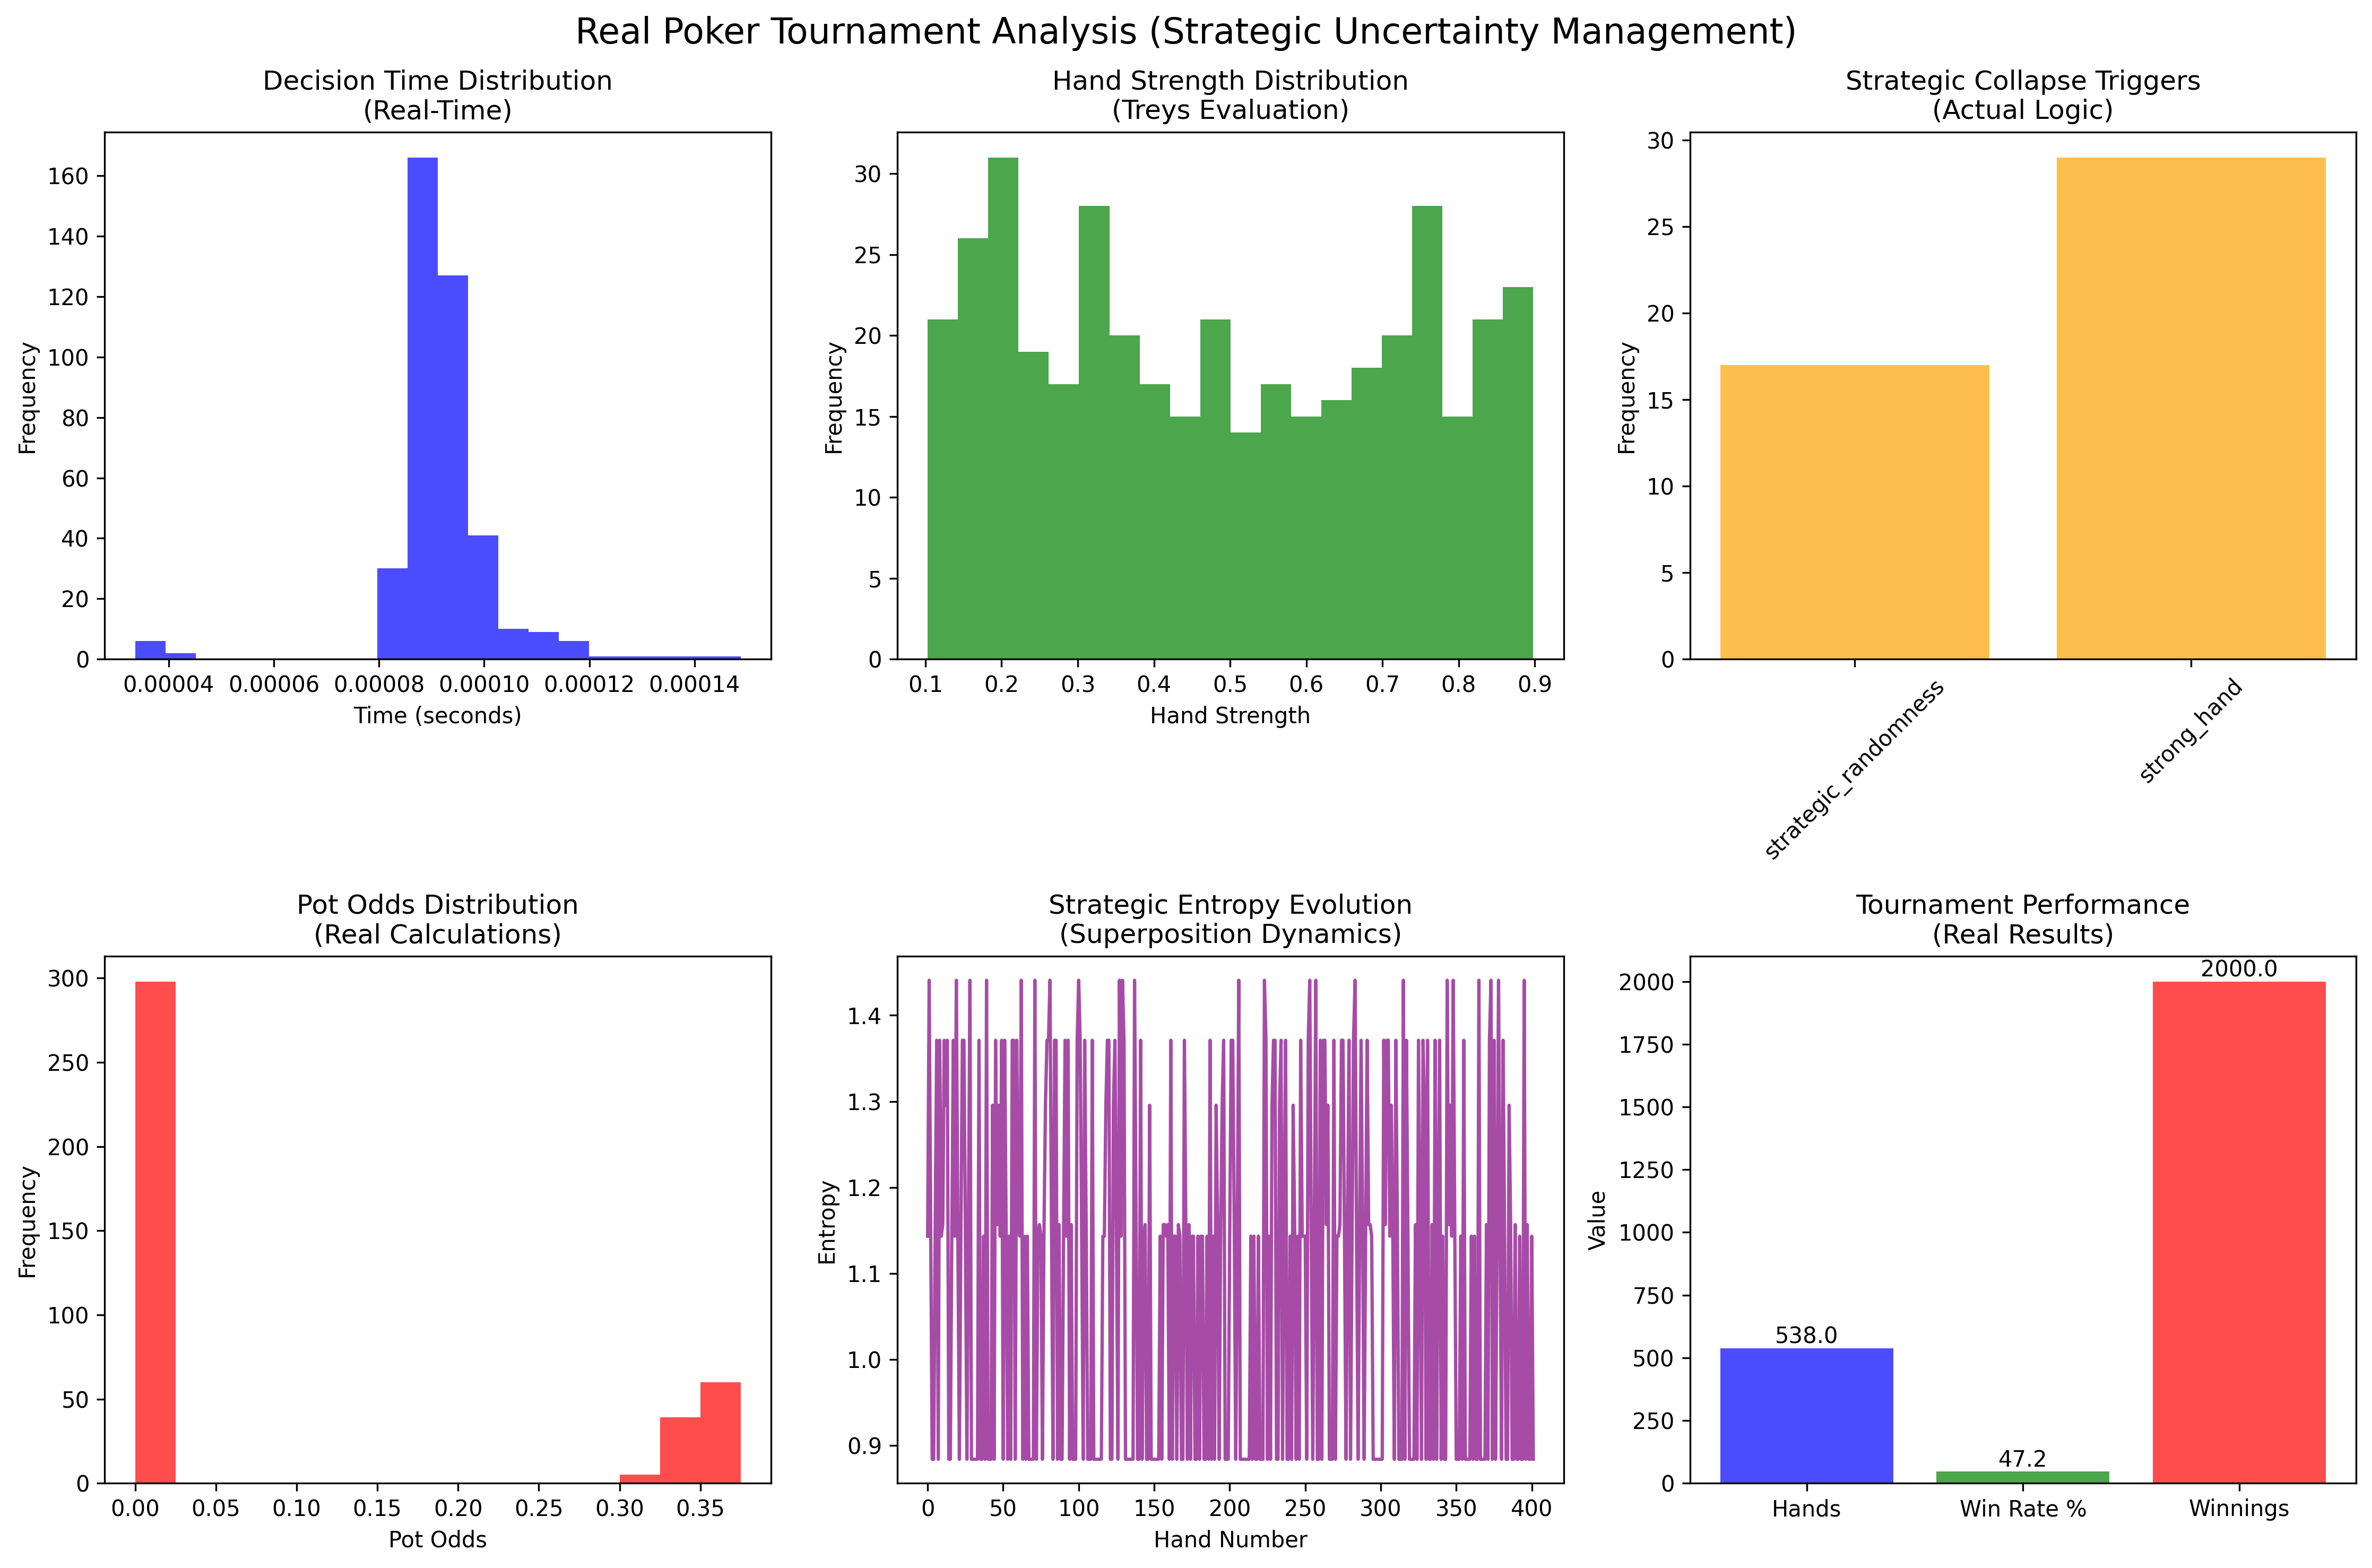 Real Poker Tournament Analysis (Strategic Uncertainty Management)
Decision Time Distribution
(Real-Time)
Frequency
160
140
120
100
80
60
40
20
0
0.00004 0.00006 0.00008 0.00010 0.00012 0.00014
Time (seconds)
Hand Strength Distribution
(Treys Evaluation)
Frequency
30
25
20
15
10
5
0
0.1 0.2 0.3 0.4 0.5 0.6 0.7 0.8 0.9
Hand Strength
Strategic Collapse Triggers
(Actual Logic)
Frequency
30
25
20
15
10
5
0
strategic_randomness
strong_hand
Pot Odds Distribution
(Real Calculations)
Frequency
300
250
200
150
100
50
0
0.00 0.05 0.10 0.15 0.20 0.25 0.30 0.35
Pot Odds
Strategic Entropy Evolution
(Superposition Dynamics)
Entropy
1.4
1.3
1.2
1.1
1.0
0.9
0 50 100 150 200 250 300 350 400
Hand Number
Tournament Performance
(Real Results)
Value
2000
1750
1500
1250
1000
750
500
250
0
538.0
47.2
2000.0
Hands Win Rate % Winnings